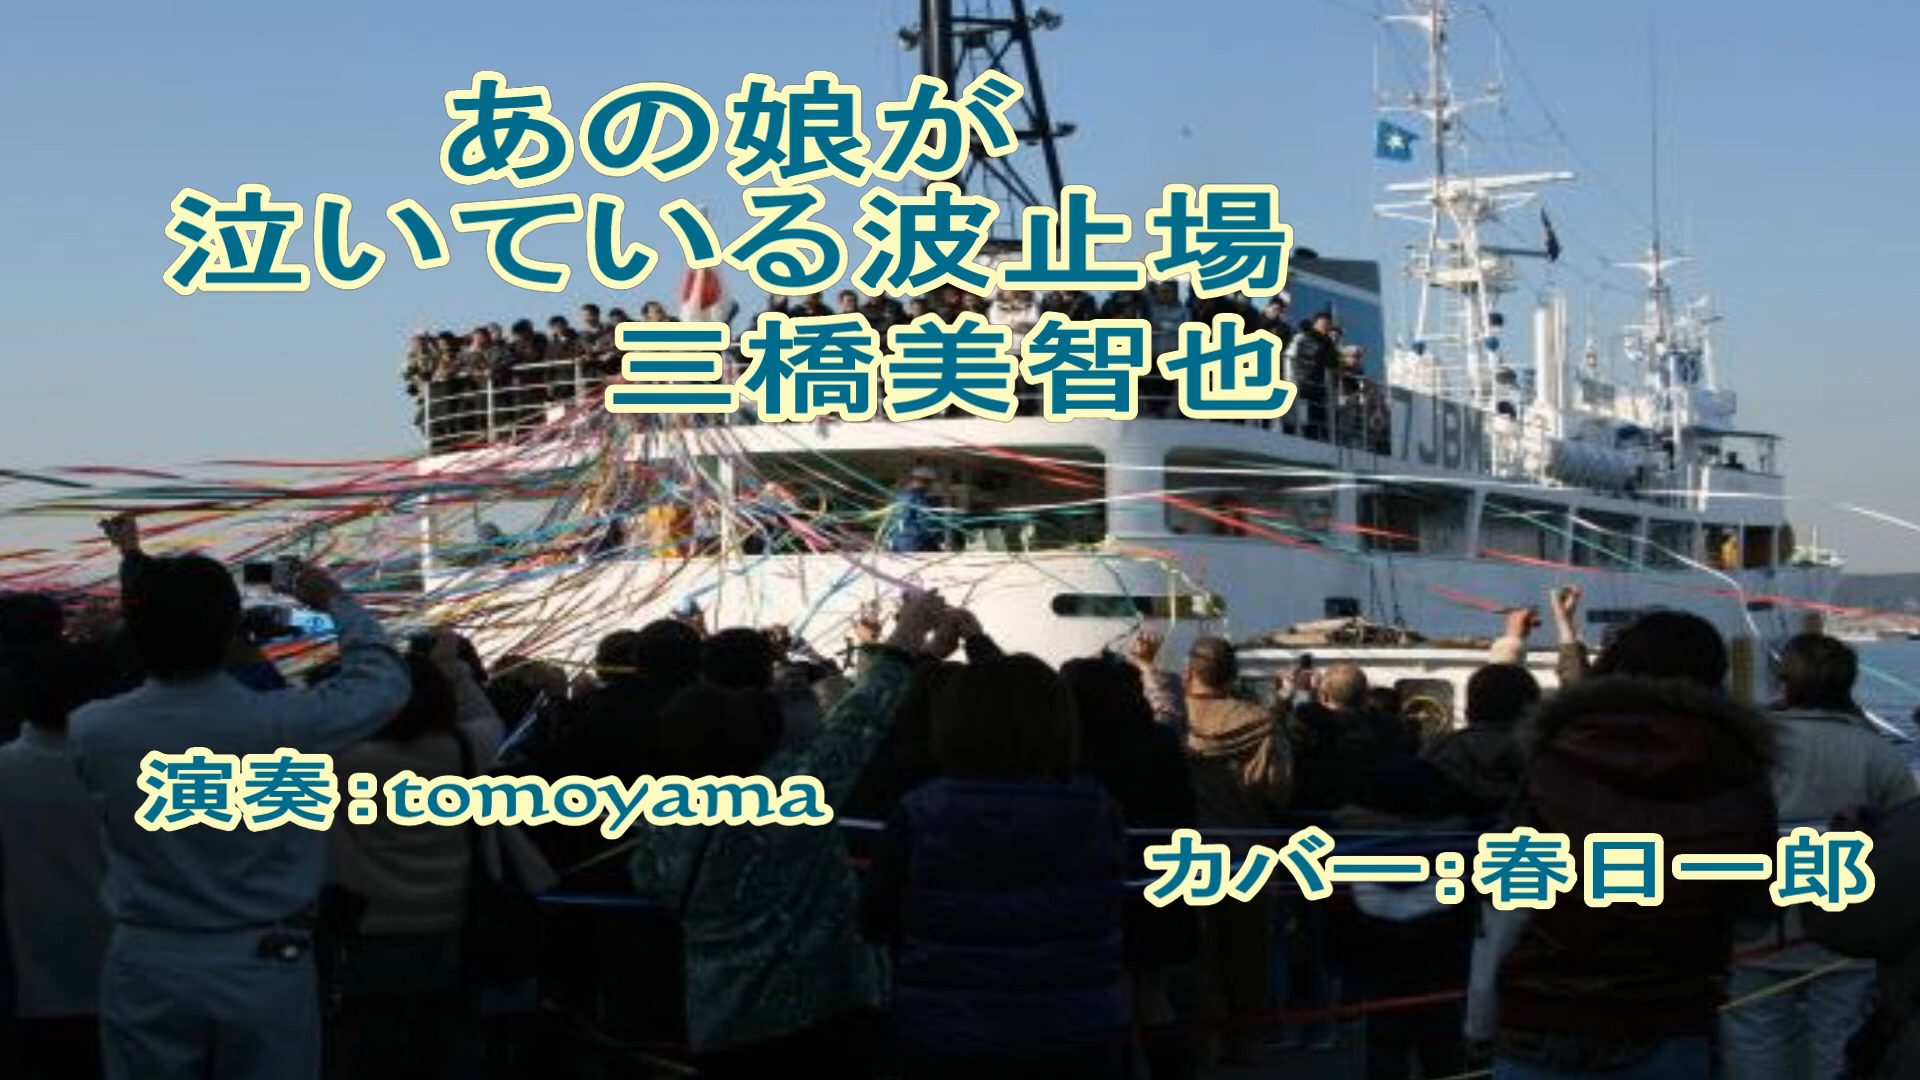 あの娘が
泣いている波止場
三橋美智也
7JB
演奏:tomoyama
カバー:春日一郎